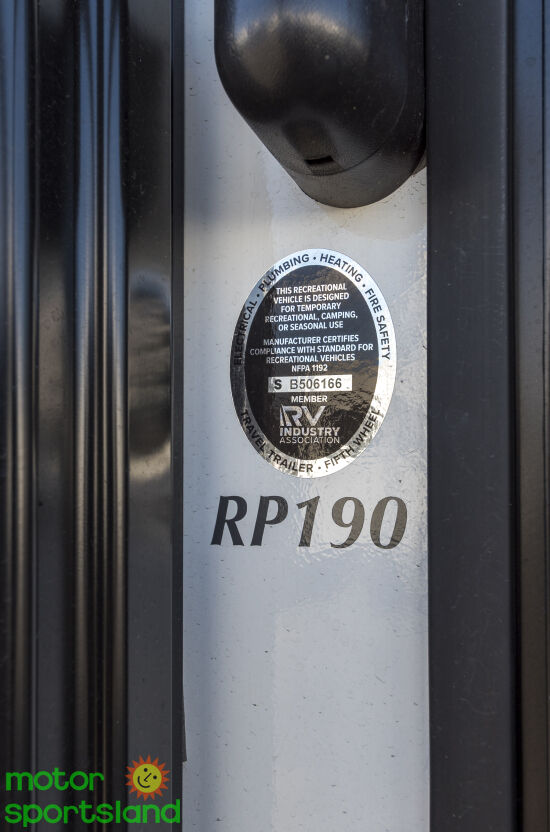 ELECTRICAL • PLUMBING • HEATING • FIRE SAFETY
THIS RECREATIONAL
VEHICLE IS DESIGNED
FOR TEMPORARY
RECREATIONAL, CAMPING,
OR SEASONAL USE
MANUFACTURER CERTIFIES
COMPLIANCE WITH STANDARD FOR
RECREATIONAL VEHICLES
NFPA 1192
S B506166
MEMBER
RV
INDUSTRY
ASSOCIATION
TRAVEL TRAILER • FIFTH WHEEL
RP190
motor
sportsland